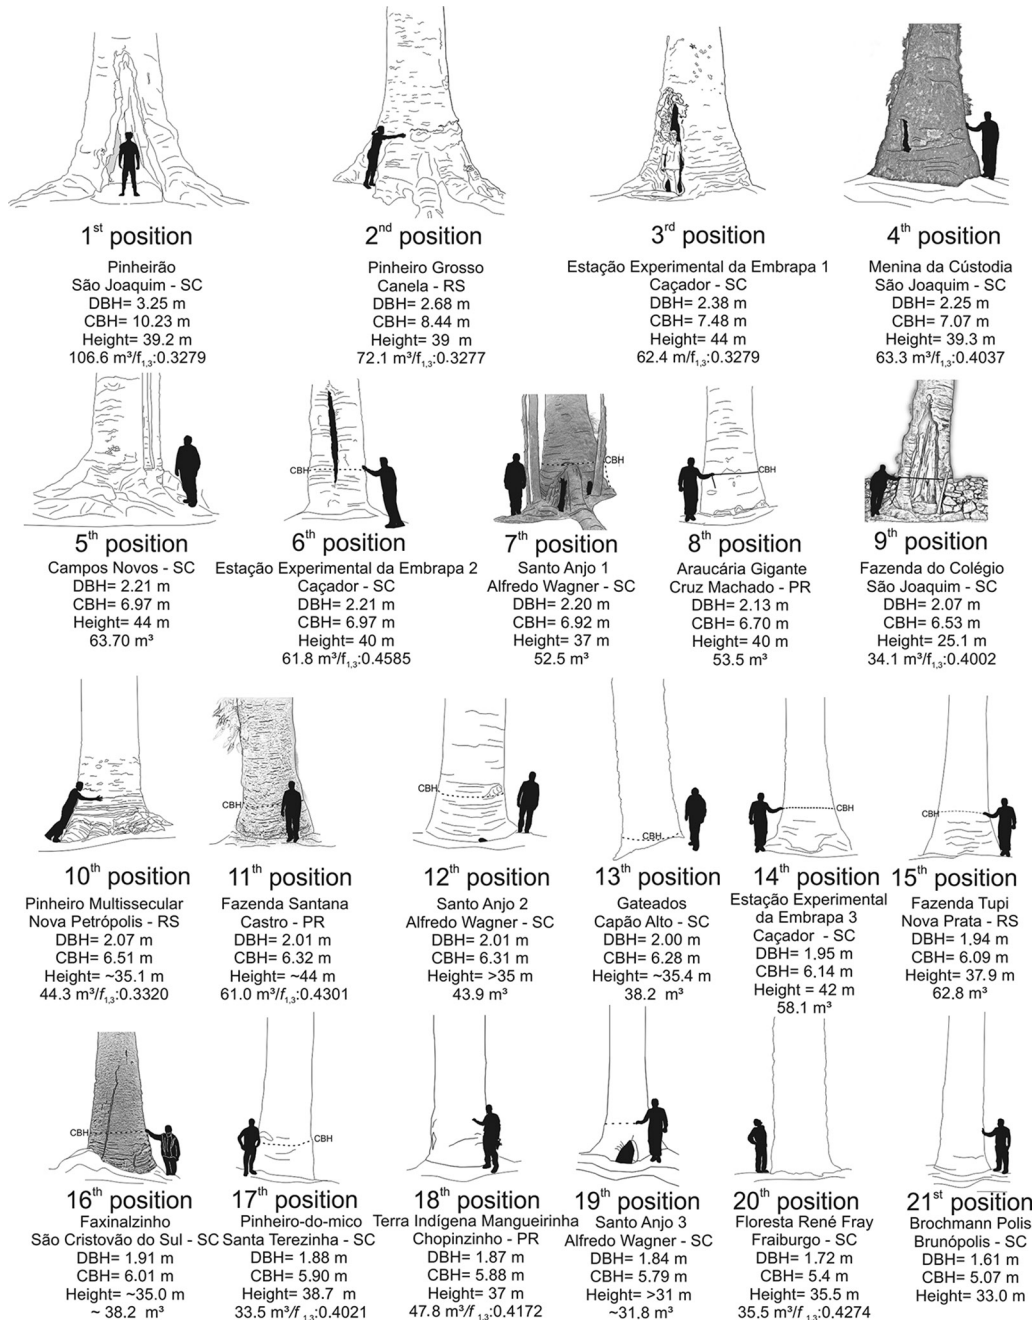 1st position
Pinheirão
São Joaquim - SC
DBH= 3.25 m
CBH= 10.23 m
Height= 39.2 m
106.6 m³/f1,3:0.3279
2nd position
Pinheiro Grosso
Canela - RS
DBH= 2.68 m
CBH= 8.44 m
Height= 39 m
72.1 m³/f1,3:0.3277
3rd position
Estação Experimental da Embrapa 1
Caçador - SC
DBH= 2.38 m
CBH= 7.48 m
Height= 44 m
62.4 m/f1,3:0.3279
4th position
Menina da Cústodia
São Joaquim - SC
DBH= 2.25 m
CBH= 7.07 m
Height= 39.3 m
63.3 m³/f1,3:0.4037
5th position
Campos Novos - SC
DBH= 2.21 m
CBH= 6.97 m
Height= 44 m
63.70 m³
CBH
6th position
Estação Experimental da Embrapa 2
Caçador - SC
DBH= 2.21 m
CBH= 6.97 m
Height= 40 m
61.8 m³/f1,3:0.4585
CBH
7th position
Santo Anjo 1
Alfredo Wagner - SC
DBH= 2.20 m
CBH= 6.92 m
Height= 37 m
52.5 m³
CBH
8th position
Araucária Gigante
Cruz Machado - PR
DBH= 2.13 m
CBH= 6.70 m
Height= 40 m
53.5 m³
9th position
Fazenda do Colégio
São Joaquim - SC
DBH= 2.07 m
CBH= 6.53 m
Height= 25.1 m
34.1 m³/f1,3:0.4002
10th position
Pinheiro Multissecular
Nova Petrópolis - RS
DBH= 2.07 m
CBH= 6.51 m
Height= ~35.1 m
44.3 m³/f1,3:0.3320
CBH
11th position
Fazenda Santana
Castro - PR
DBH= 2.01 m
CBH= 6.32 m
Height= ~44 m
61.0 m³/f1,3:0.4301
CBH
12th position
Santo Anjo 2
Alfredo Wagner - SC
DBH= 2.01 m
CBH= 6.31 m
Height= >35 m
43.9 m³
CBH
13th position
Gateados
Capão Alto - SC
DBH= 2.00 m
CBH= 6.28 m
Height= ~35.4 m
38.2 m³
CBH
14th position
Estação Experimental
da Embrapa 3
Caçador - SC
DBH= 1.95 m
CBH= 6.14 m
Height = 42 m
58.1 m³
CBH
15th position
Fazenda Tupi
Nova Prata - RS
DBH= 1.94 m
CBH= 6.09 m
Height= 37.9 m
62.8 m³
CBH
16th position
Faxinalzinho
São Cristovão do Sul - SC
DBH= 1.91 m
CBH= 6.01 m
Height= ~35.0 m
~ 38.2 m³
CBH
17th position
Pinheiro-do-mico
Santa Terezinha - SC
DBH= 1.88 m
CBH= 5.90 m
Height= 38.7 m
33.5 m³/f1,3:0.4021
18th position
Terra Indígena Mangueirinha
Chopinzinho - PR
DBH= 1.87 m
CBH= 5.88 m
Height= 37 m
47.8 m³/f1,3:0.4172
19th position
Santo Anjo 3
Alfredo Wagner - SC
DBH= 1.84 m
CBH= 5.79 m
Height= >31 m
~31.8 m³
20th position
Floresta René Fray
Fraiburgo - SC
DBH= 1.72 m
CBH= 5.4 m
Height= 35.5 m
35.5 m³/f1,3:0.4274
21st position
Brochmann Polis
Brunópolis - SC
DBH= 1.61 m
CBH= 5.07 m
Height= 33.0 m